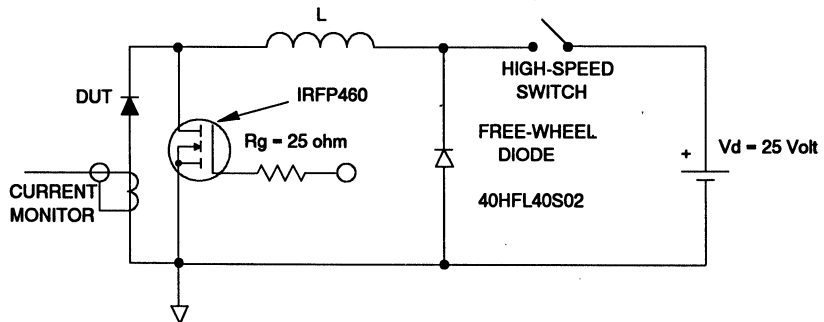 L
HIGH-SPEED
SWITCH
DUT
IRFP460
Rg = 25 ohm
FREE-WHEEL
DIODE
+
Vd = 25 Volt
CURRENT
MONITOR
40HFL40S02